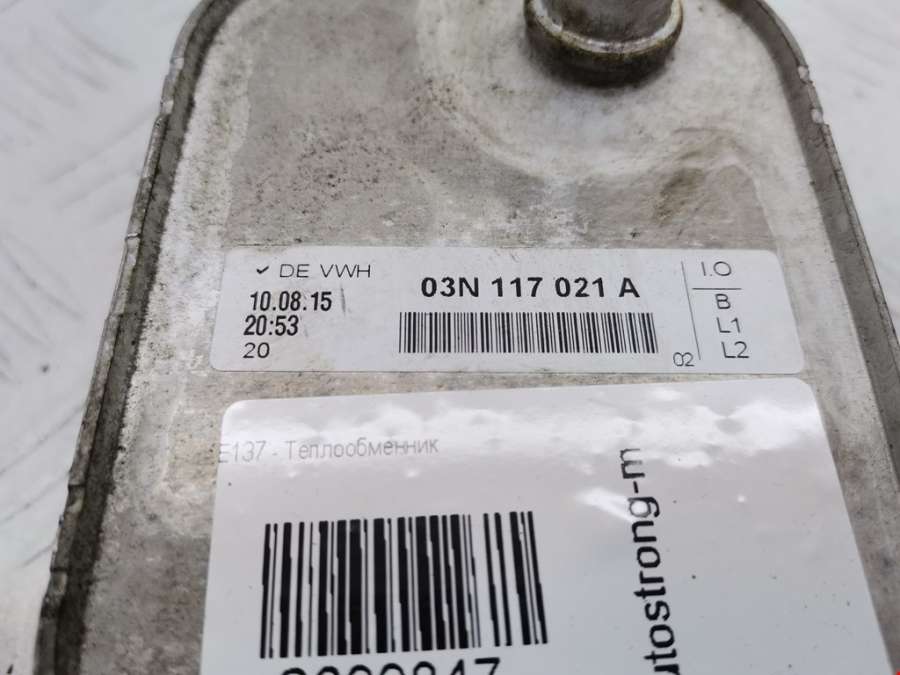 DE VWH
03N 117 021 A
I.O
10.08.15
B
20:53
L1
20
02
L2
E137 - Теплообменник
utostrong-m